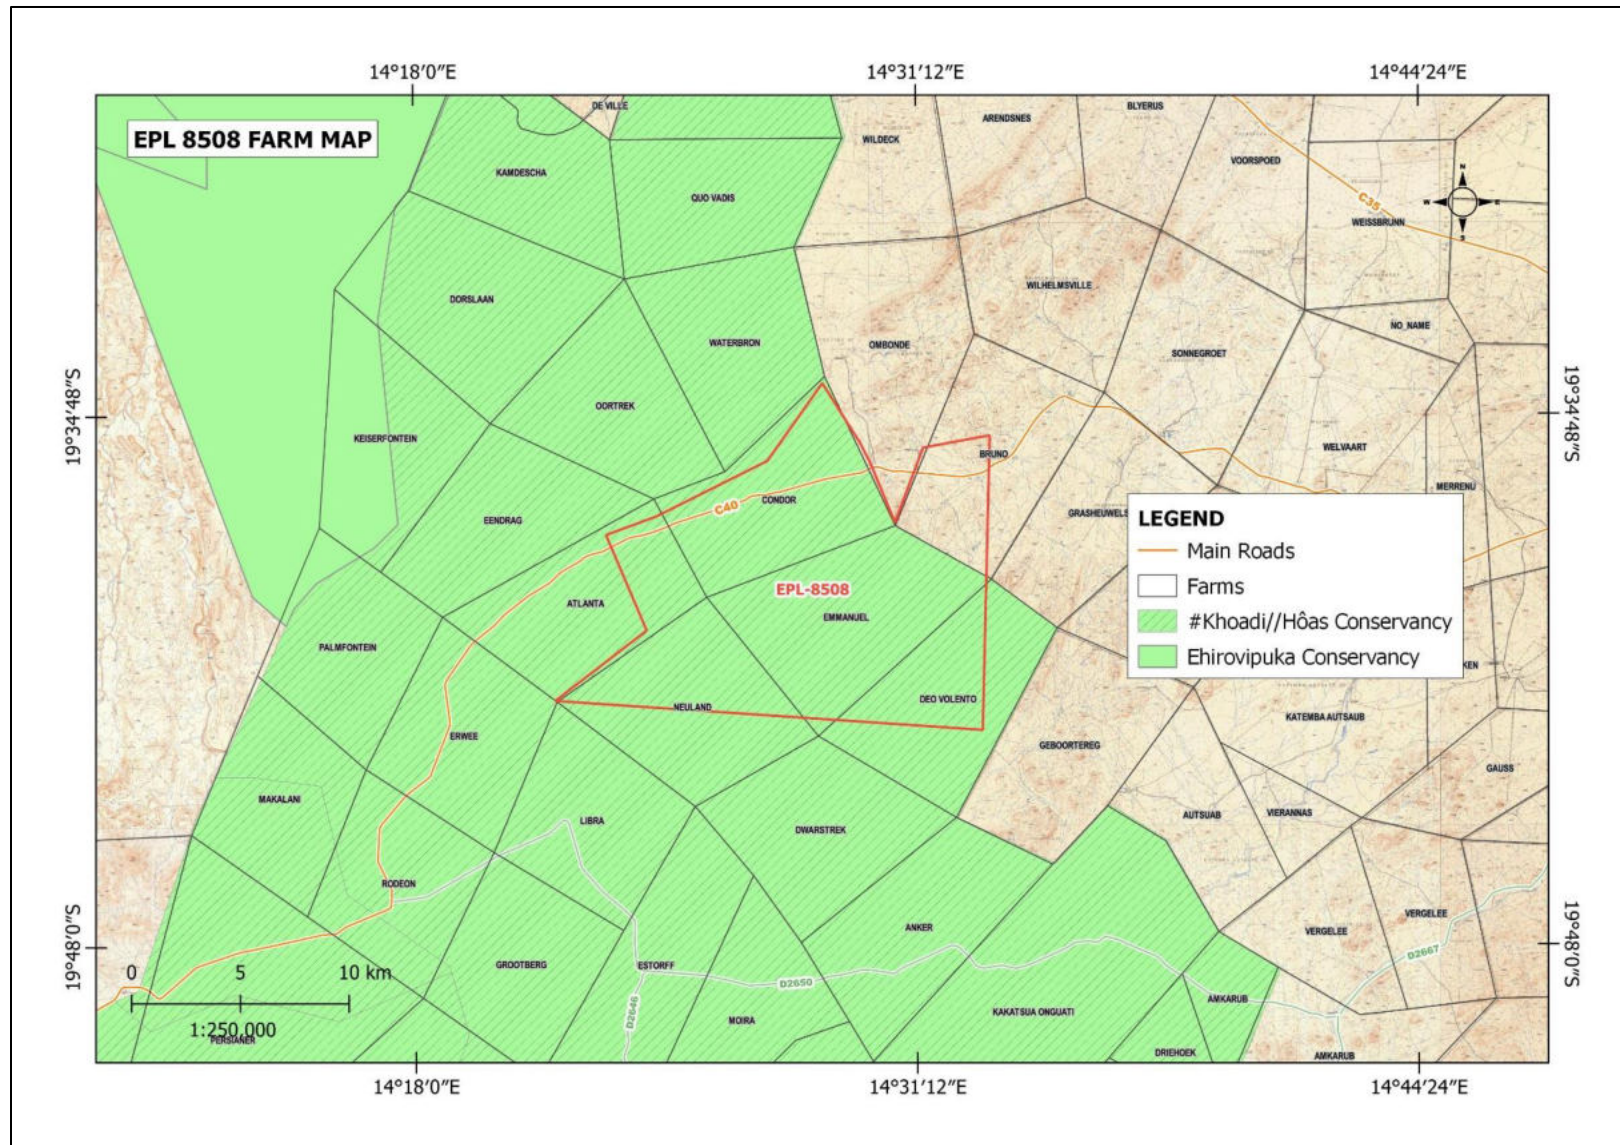 14°18′0″E
14°31′12″E
14°44′24″E
EPL 8508 FARM MAP
DE VILLE
BLYERUS
ARENDSNES
WILDECK
VOORSPOED
KAMDESCHA
QUO VADIS
C35
WEISSBRUNN
N
W
E
S
DORSLAAN
WILHELMSVILLE
WATERBRON
OMBONDE
NO_NAME
SONNEGROET
19°34′48″S
19°34′48″S
OORTREK
KEISERFONTEIN
BRUNO
WELVAART
MERRENU
CONDOR
C40
EENDRAG
GRASHEUWELS
LEGEND
Main Roads
Farms
#Khoadi//Hôas Conservancy
Ehirovipuka Conservancy
EPL-8508
ATLANTA
EMMANUEL
PALMFONTEIN
KEN
DEO VOLENTO
NEULAND
KATEMBA AUTSAUB
ERWEE
GEBOORTEREG
GAUSS
MAKALANI
LIBRA
DWARSTREK
AUTSUAB
VIERANNAS
RODEON
ANKER
VERGELEE
VERGELEE
19°48′0″S
19°48′0″S
GROOTBERG
ESTORFF
D2650
D2667
D2646
0 5 10 km
1:250,000
PERSIANER
MOIRA
KAKATSUA ONGUATI
AMKARUB
DRIEHOEK
AMKARUB
14°18′0″E
14°31′12″E
14°44′24″E